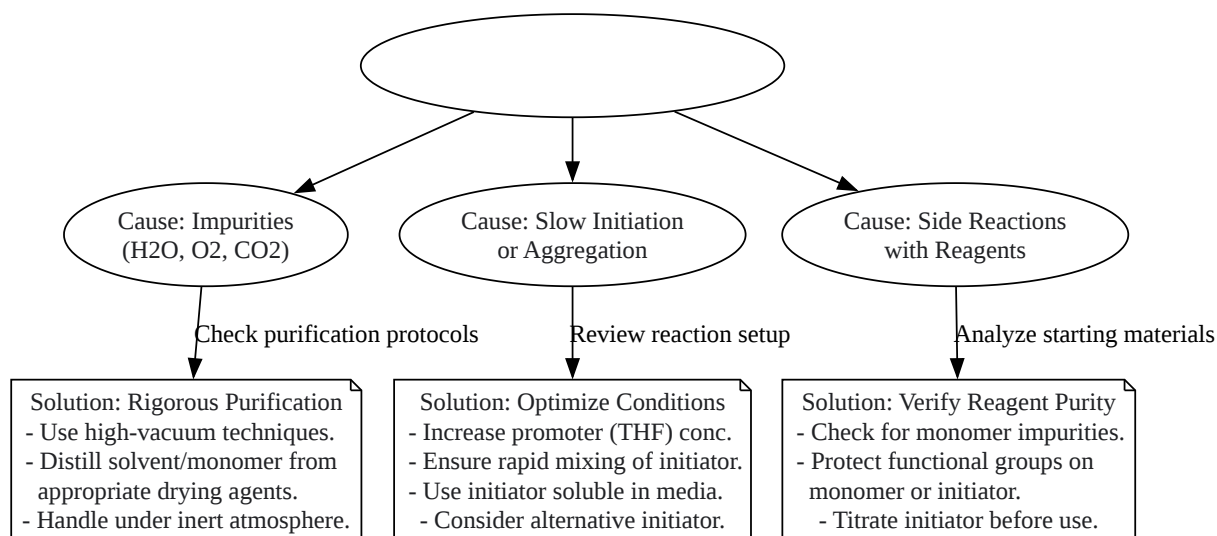 Cause: Impurities
(H2O, O2, CO2)
Cause: Slow Initiation
or Aggregation
Cause: Side Reactions
with Reagents
Check purification protocols
Review reaction setup
Analyze starting materials
Solution: Rigorous Purification
- Use high-vacuum techniques.
- Distill solvent/monomer from
appropriate drying agents.
- Handle under inert atmosphere.
Solution: Optimize Conditions
- Increase promoter (THF) conc.
- Ensure rapid mixing of initiator.
- Use initiator soluble in media.
- Consider alternative initiator.
Solution: Verify Reagent Purity
- Check for monomer impurities.
- Protect functional groups on
monomer or initiator.
- Titrate initiator before use.